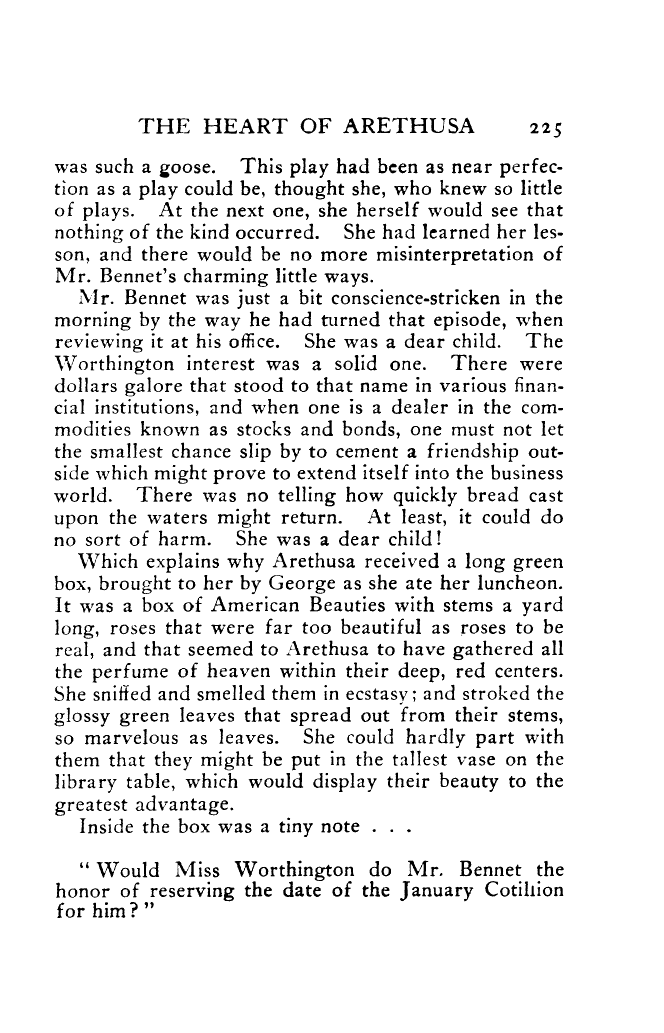 THE HEART OF ARETHUSA 225
was such a goose. This play had been as near perfec-
tion as a play could be, thought she, who knew so little
of plays. At the next one, she herself would see that
nothing of the kind occurred. She had learned her les-
son, and there would be no more misinterpretation of
Mr. Bennet's charming little ways.
Mr. Bennet was just a bit conscience-stricken in the
morning by the way he had turned that episode, when
reviewing it at his office. She was a dear child. The
Worthington interest was a solid one. There were
dollars galore that stood to that name in various finan-
cial institutions, and when one is a dealer in the com-
modities known as stocks and bonds, one must not let
the smallest chance slip by to cement a friendship out-
side which might prove to extend itself into the business
world. There was no telling how quickly bread cast
upon the waters might return. At least, it could do
no sort of harm. She was a dear child!
Which explains why Arethusa received a long green
box, brought to her by George as she ate her luncheon.
It was a box of American Beauties with stems a yard
long, roses that were far too beautiful as roses to be
real, and that seemed to Arethusa to have gathered all
the perfume of heaven within their deep, red centers.
She sniffed and smelled them in ecstasy; and stroked the
glossy green leaves that spread out from their stems,
so marvelous as leaves. She could hardly part with
them that they might be put in the tallest vase on the
library table, which would display their beauty to the
greatest advantage.
Inside the box was a tiny note . . .
“ Would Miss Worthington do Mr. Bennet the
honor of reserving the date of the January Cotillion
for him? ”